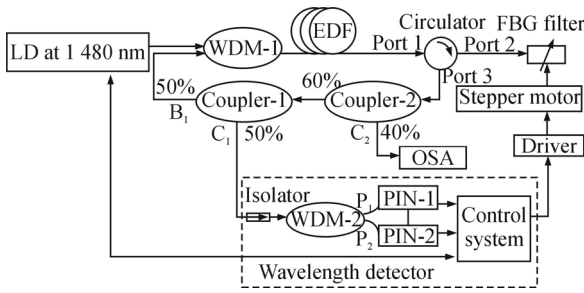 LD at 1 480 nm
WDM-1
EDF
Port 1
Circulator
Port 2
FBG filter
Port 3
50%
B1
Coupler-1
60%
Coupler-2
Stepper motor
C1
50%
C2
40%
OSA
Driver
Isolator
WDM-2
P1
P2
PIN-1
PIN-2
Control
system
Wavelength detector